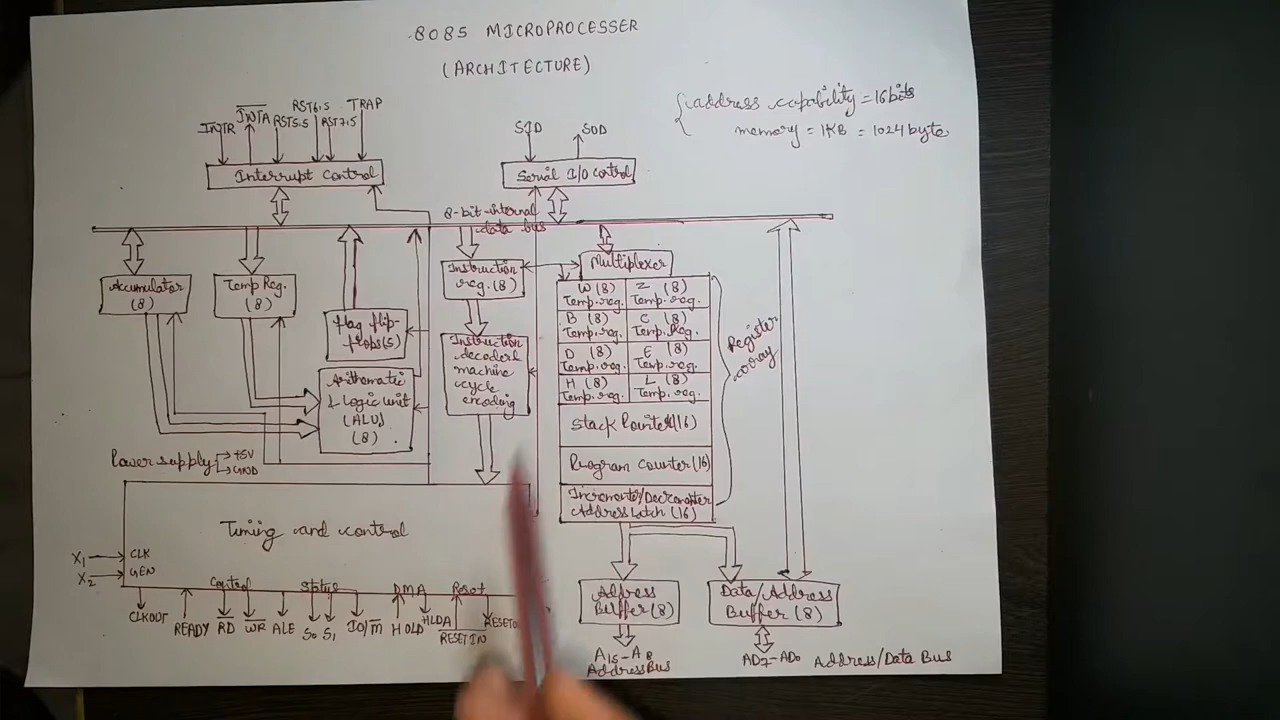 8085 MICROPROCESSER
(ARCHITECTURE)
address capability = 16 bits
memory = 1KB = 1024 byte
INTR
INTA
RST5.5
RST6.5
RST7.5
TRAP
Interrupt Control
SID
SOD
Serial I/O Control
8-bit-internal
data bus
Accumulator
(8)
Temp Reg.
(8)
Flag flip-
flops(5)
Arithmatic
& Logic unit
(ALU)
(8)
Instruction
reg. (8)
Instruction
decoder &
machine
cycle
encoding
Multiplexer
W (8)
Temp. reg.
Z (8)
Temp. reg.
B (8)
Temp. reg.
C (8)
Temp. Reg.
D (8)
Temp. reg.
E (8)
Temp. reg.
H (8)
Temp. reg.
L (8)
Temp. reg.
Stack Pointer (16)
Program Counter (16)
Address Latch (16)
Register
array
Power supply
+5V
GND
Timing and control
X1
X2
CLK
GEN
Control
Status
DMA
Reset
CLKOUT
READY
RD
WR
ALE
S0
S1
IO/M
HOLD
HLDA
RESET IN
Address
Buffer (8)
Data/Address
Buffer (8)
A15-A8
Address Bus
AD7-AD0
Address/Data Bus